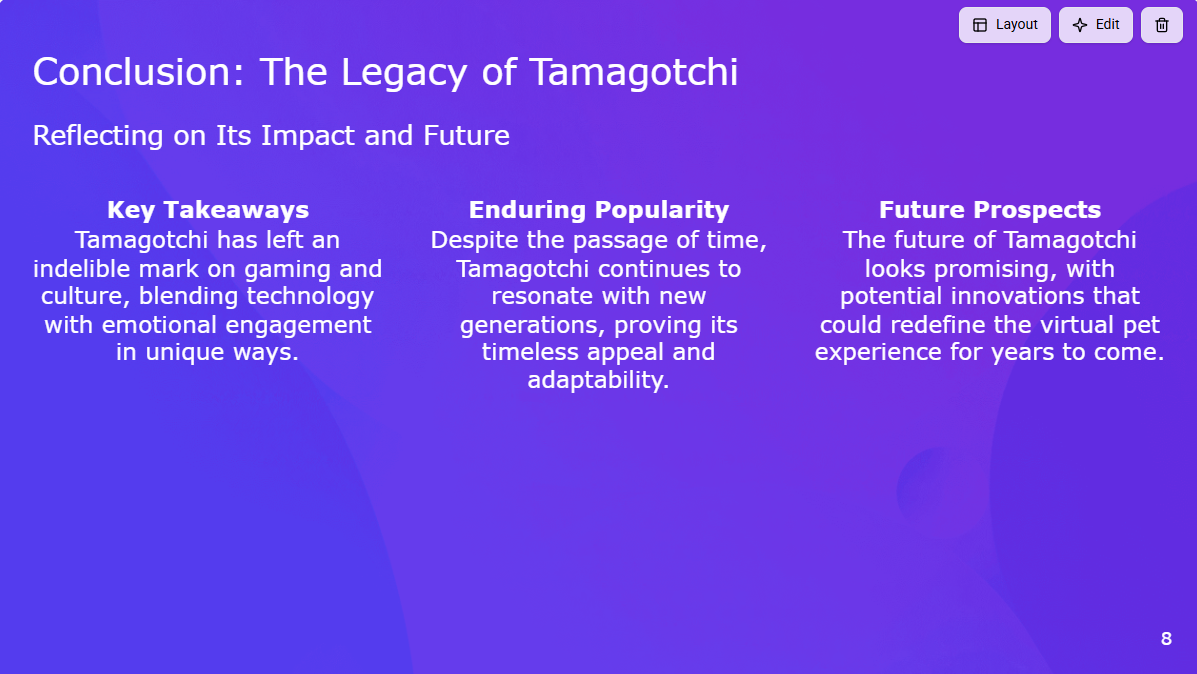 Layout
Edit
Conclusion: The Legacy of Tamagotchi
Reflecting on Its Impact and Future
Key Takeaways
Tamagotchi has left an
indelible mark on gaming and
culture, blending technology
with emotional engagement
in unique ways.
Enduring Popularity
Despite the passage of time,
Tamagotchi continues to
resonate with new
generations, proving its
timeless appeal and
adaptability.
Future Prospects
The future of Tamagotchi
looks promising, with
potential innovations that
could redefine the virtual pet
experience for years to come.
8